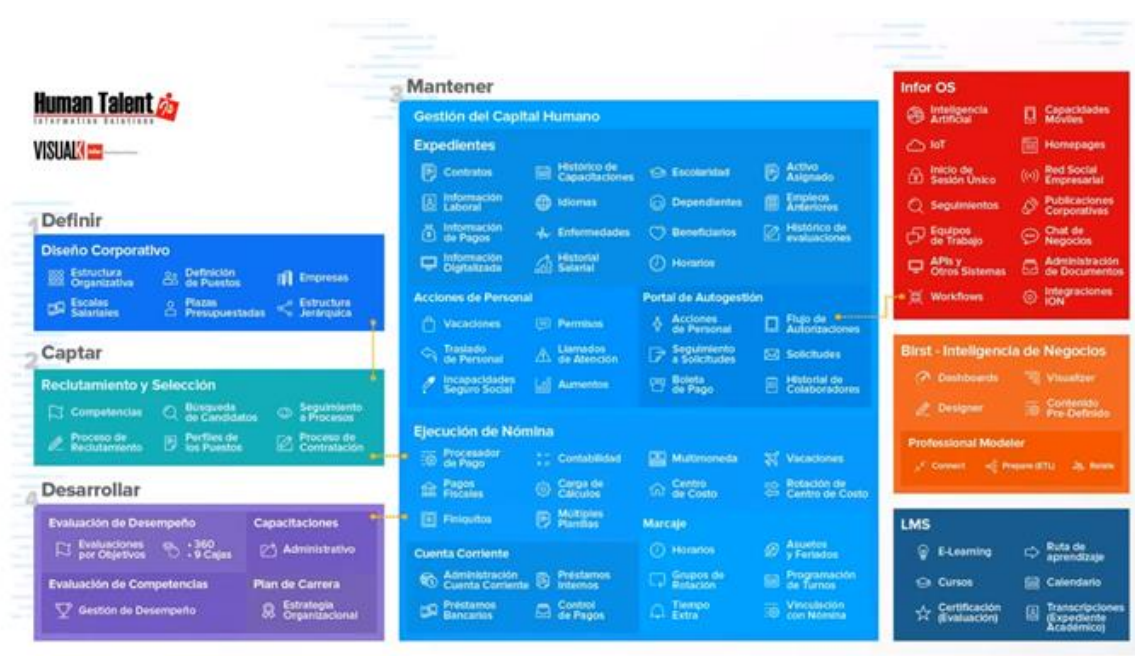 Human Talent
Information Solutions
VISUALK
1 Definir
Diseño Corporativo
Estructura
Organizativa
Definición
de Puestos
Empresas
Escalas
Salariales
Plazas
Presupuestadas
Estructura
Jerárquica
2 Captar
Reclutamiento y Selección
Competencias
Búsqueda
de Candidatos
Seguimiento
a Procesos
Proceso de
Reclutamiento
Perfiles de
los Puestos
Proceso de
Contratación
4 Desarrollar
Evaluación de Desempeño
Evaluaciones
por Objetivos
• 360
• 9 Cajas
Capacitaciones
Administrativo
Evaluación de Competencias
Gestión de Desempeño
Plan de Carrera
Estrategia
Organizacional
3 Mantener
Gestión del Capital Humano
Expedientes
Contratos
Histórico de
Capacitaciones
Escolaridad
Activo
Asignado
Información
Laboral
Idiomas
Dependientes
Empleos
Anteriores
Información
de Pagos
Enfermedades
Beneficiarios
Histórico de
evaluaciones
Información
Digitalizada
Historial
Salarial
Horarios
Acciones de Personal
Vacaciones
Permisos
Traslado
de Personal
Llamados
de Atención
Incapacidades
Seguro Social
Aumentos
Portal de Autogestión
Acciones
de Personal
Flujo de
Autorizaciones
Seguimiento
a Solicitudes
Solicitudes
Boleta
de Pago
Historial de
Colaboradores
Ejecución de Nómina
Procesador
de Pago
Contabilidad
Multimoneda
Vacaciones
Pagos
Fiscales
Carga de
Cálculos
Centro
de Costo
Rotación de
Centro de Costo
Finiquitos
Múltiples
Planillas
Cuenta Corriente
Administración
Cuenta Corriente
Préstamos
Internos
Préstamos
Bancarios
Control
de Pagos
Marcaje
Horarios
Asuetos
y Feriados
Grupos de
Rotación
Programación
de Turnos
Tiempo
Extra
Vinculación
con Nómina
Infor OS
Inteligencia
Artificial
Capacidades
Móviles
IoT
Homepages
Inicio de
Sesión Único
Red Social
Empresarial
Seguimientos
Publicaciones
Corporativas
Equipos
de Trabajo
Chat de
Negocios
APIs y
Otros Sistemas
Administración
de Documentos
Workflows
Integraciones
ION
Birst - Inteligencia de Negocios
Dashboards
Visualizer
Designer
Contenido
Pre-Definido
Professional Modeler
Connect
Prepare (ETL)
Relate
LMS
E-Learning
Ruta de
aprendizaje
Cursos
Calendario
Certificación
(Evaluación)
Transcripciones
(Expediente
Académico)